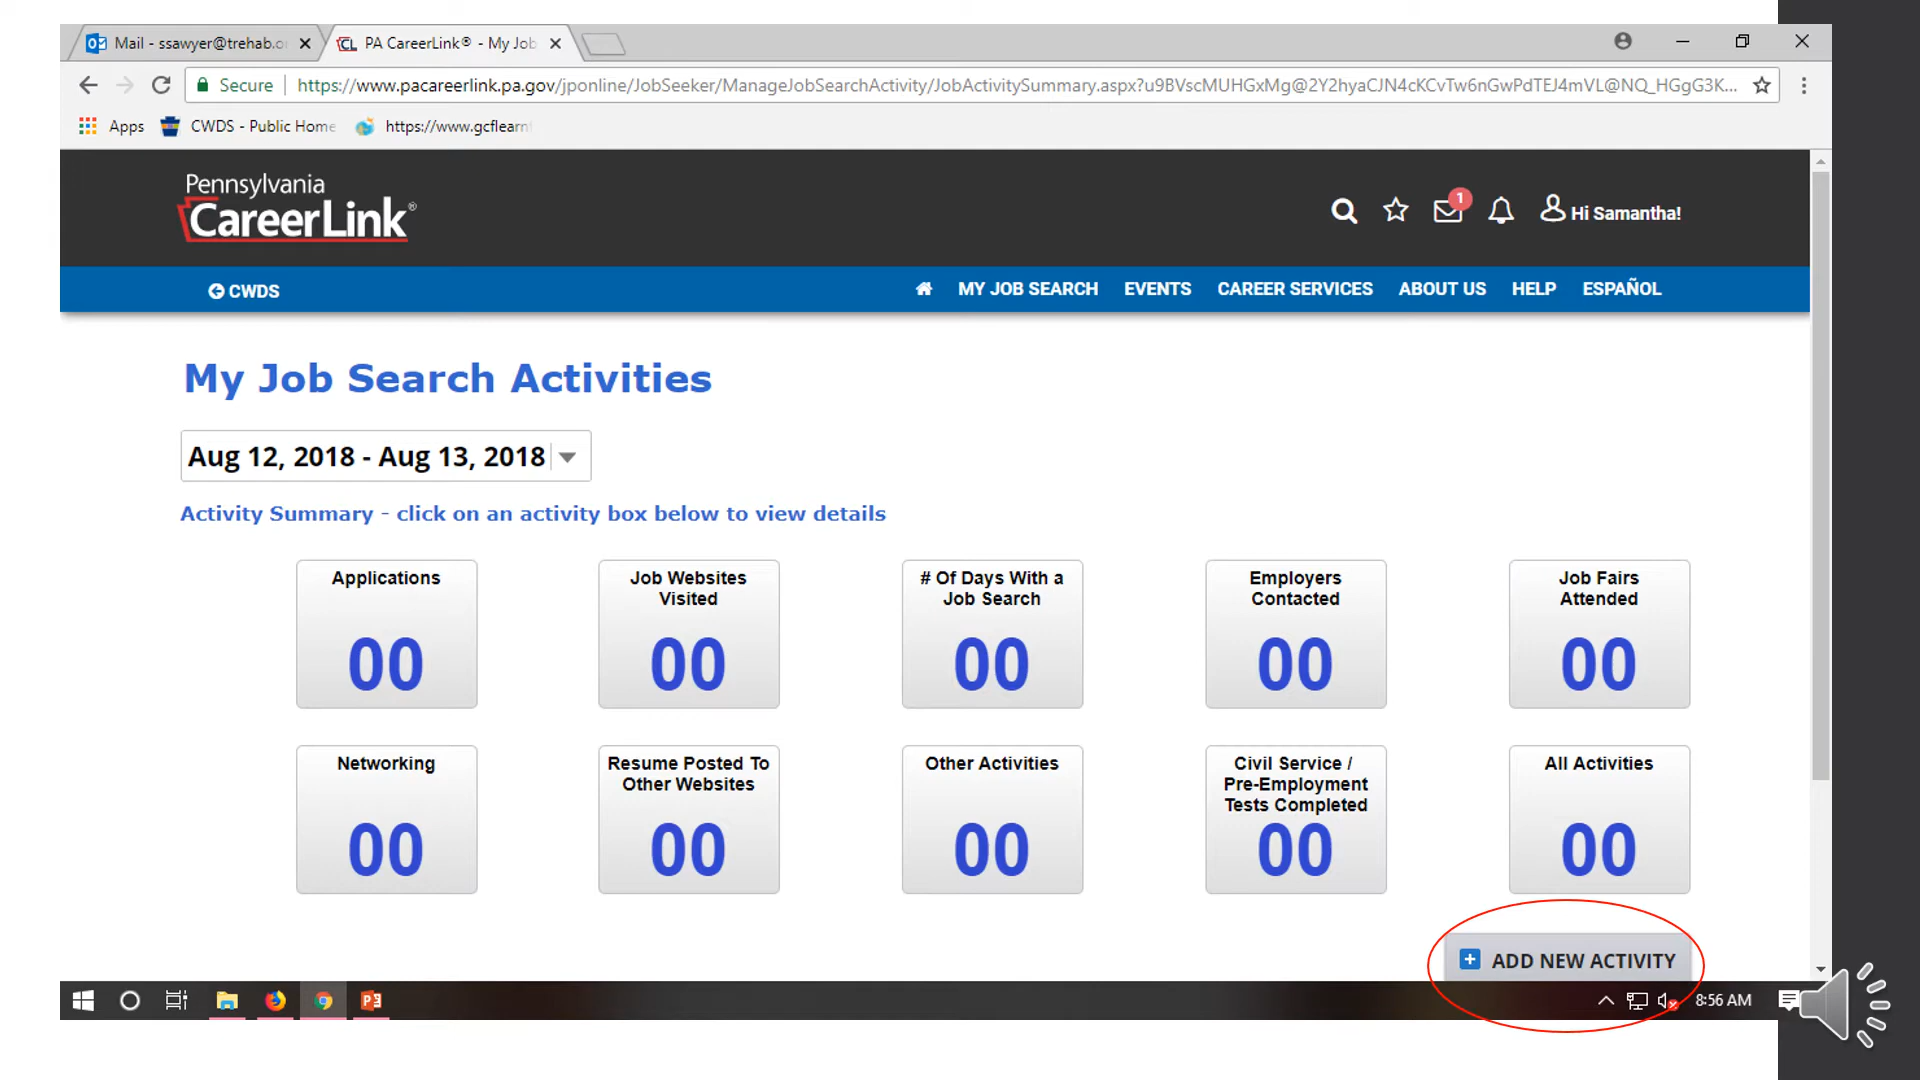 Mail - ssawyer@trehab.o
PA CareerLink® - My Job
Secure
https://www.pacareerlink.pa.gov/jponline/JobSeeker/ManageJobSearchActivity/JobActivitySummary.aspx?u9BVscMUHGxMg@2Y2hyaCJN4cKCvTw6nGwPdTEJ4mVL@NQ_HGgG3K...
Apps
CWDS - Public Home
https://www.gcflearn
Pennsylvania
CareerLink®
1
Hi Samantha!
CWDS
MY JOB SEARCH
EVENTS
CAREER SERVICES
ABOUT US
HELP
ESPAÑOL
My Job Search Activities
Aug 12, 2018 - Aug 13, 2018
Activity Summary - click on an activity box below to view details
Applications
00
Job Websites
Visited
00
# Of Days With a
Job Search
00
Employers
Contacted
00
Job Fairs
Attended
00
Networking
00
Resume Posted To
Other Websites
00
Other Activities
00
Civil Service /
Pre-Employment
Tests Completed
00
All Activities
00
ADD NEW ACTIVITY
8:56 AM